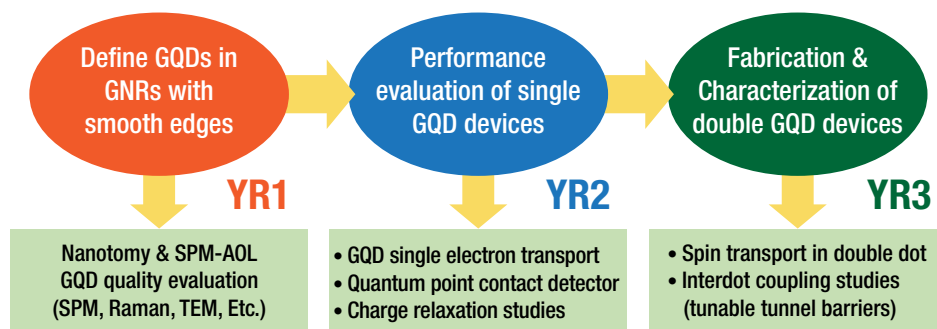 Define GQDs in
GNRs with
smooth edges
Performance
evaluation of single
GQD devices
Fabrication &
Characterization of
double GQD devices
YR1
YR2
YR3
Nanotomy & SPM-AOL
GQD quality evaluation
(SPM, Raman, TEM, Etc.)
• GQD single electron transport
• Quantum point contact detector
• Charge relaxation studies
• Spin transport in double dot
• Interdot coupling studies
(tunable tunnel barriers)